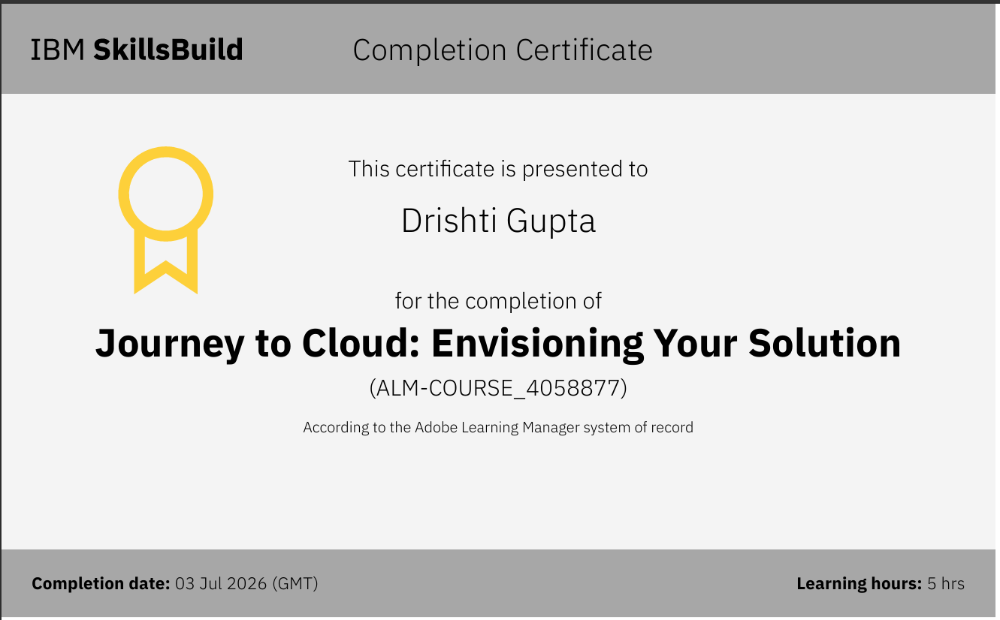 IBM SkillsBuild
Completion Certificate
This certificate is presented to
Drishti Gupta
for the completion of
Journey to Cloud: Envisioning Your Solution
(ALM-COURSE_4058877)
According to the Adobe Learning Manager system of record
Completion date: 03 Jul 2026 (GMT)
Learning hours: 5 hrs